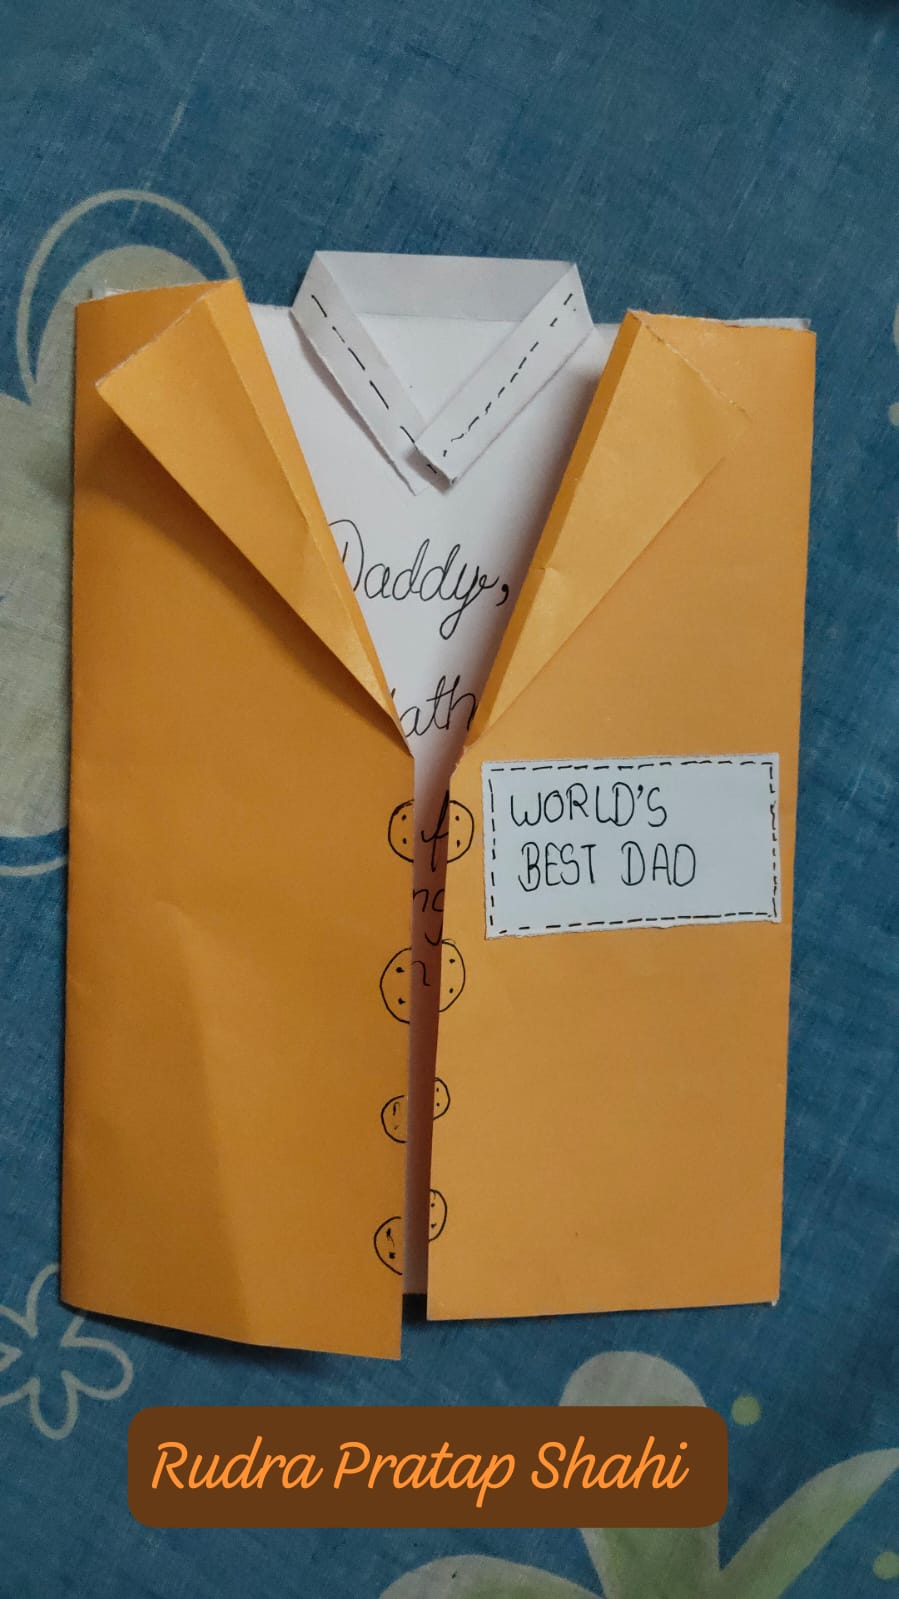 Daddy,
WORLD'S
BEST DAD
Rudra Pratap Shahi